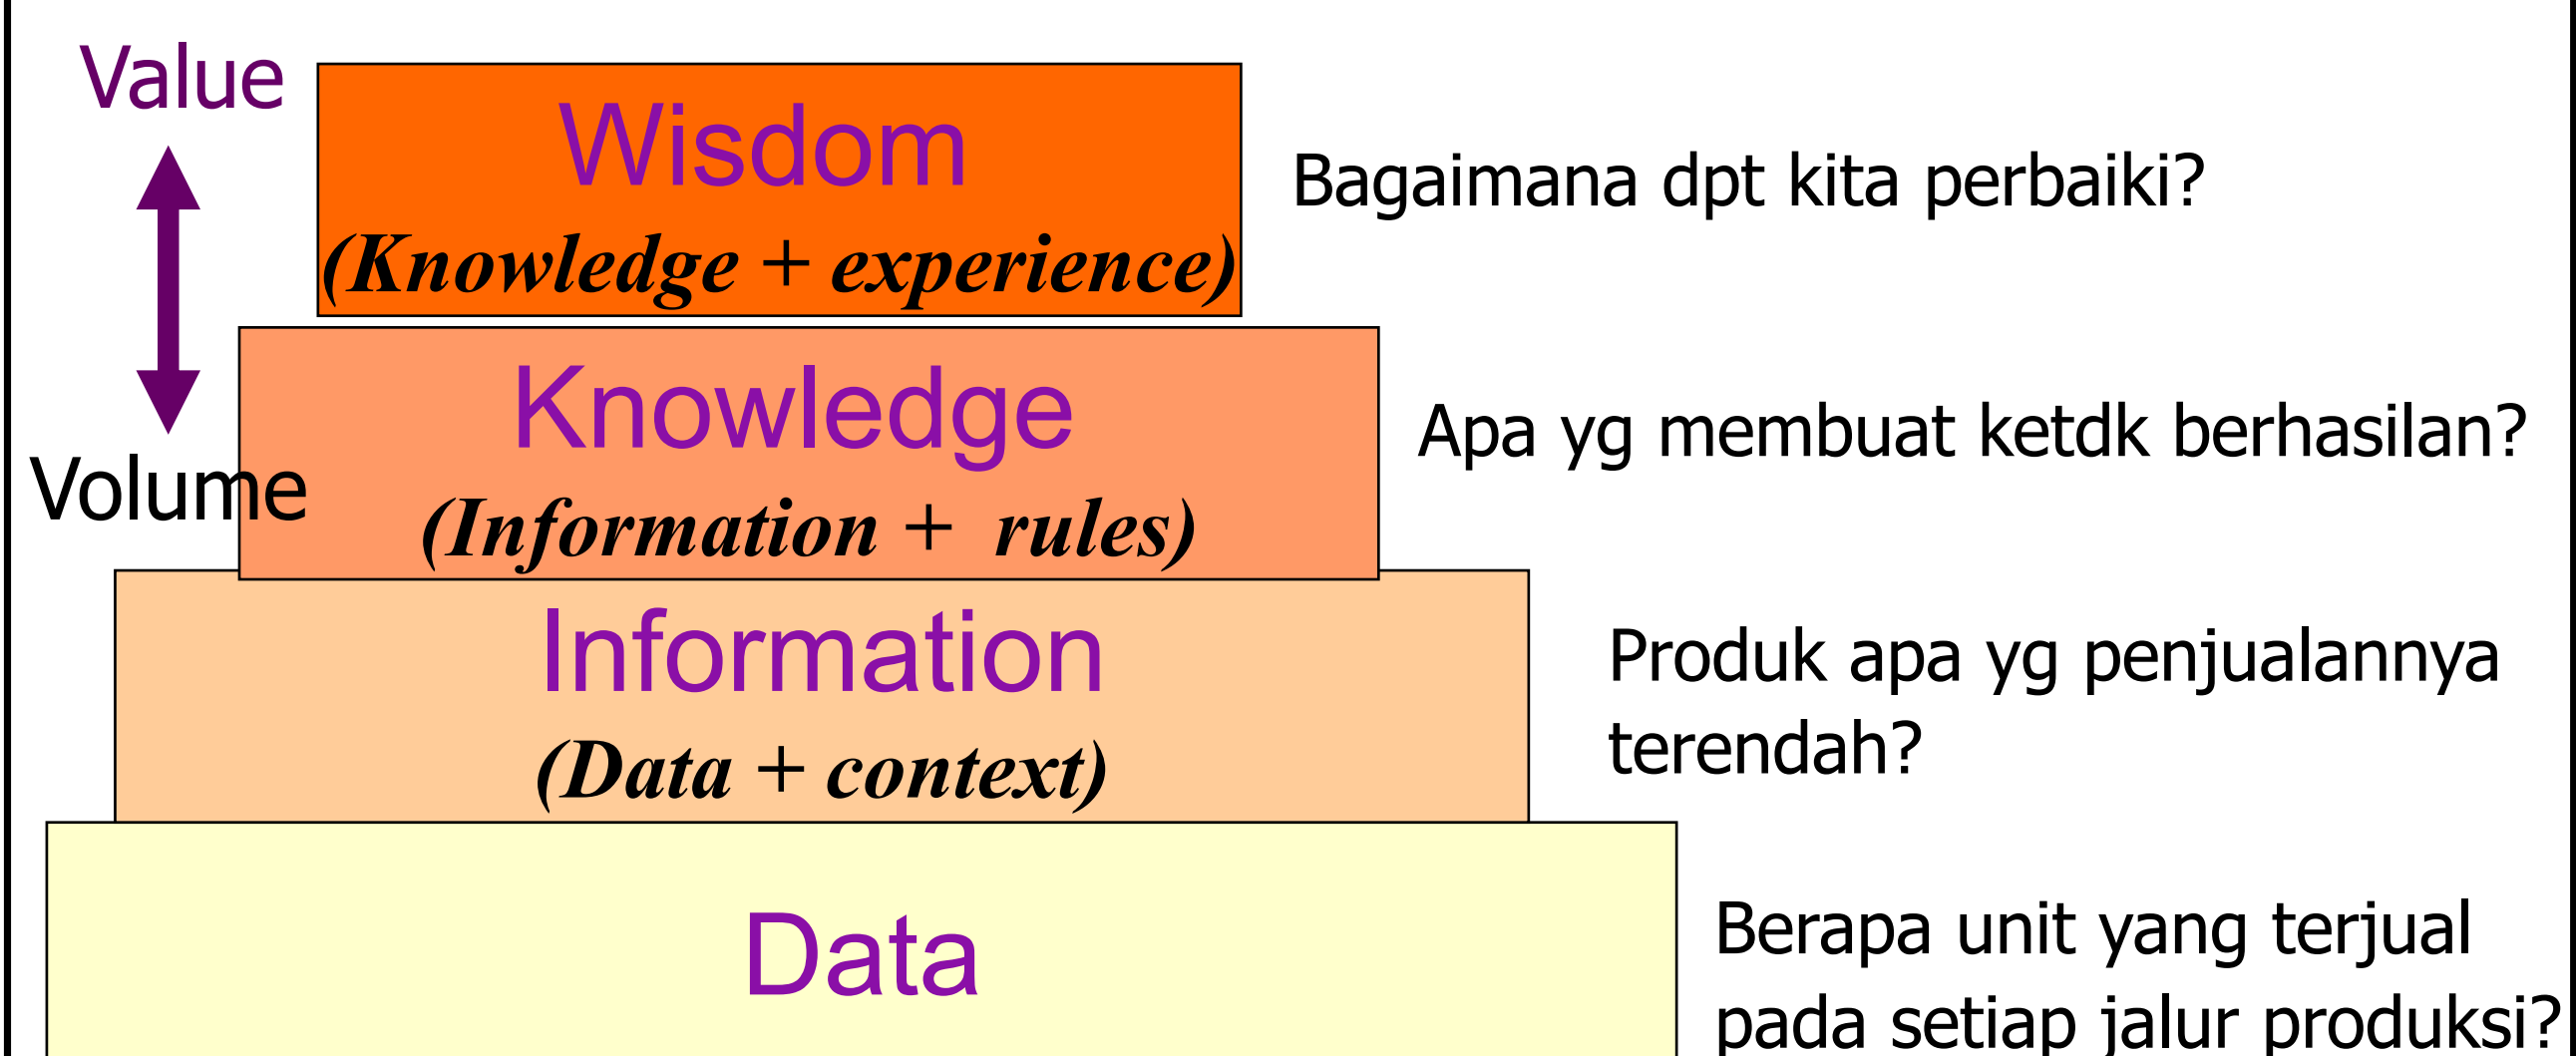 Value
Wisdom
(Knowledge + experience)
Bagaimana dpt kita perbaiki?
Knowledge
(Information + rules)
Apa yg membuat ketdk berhasilan?
Volume
Information
(Data + context)
Produk apa yg penjualannya
terendah?
Data
Berapa unit yang terjual
pada setiap jalur produksi?